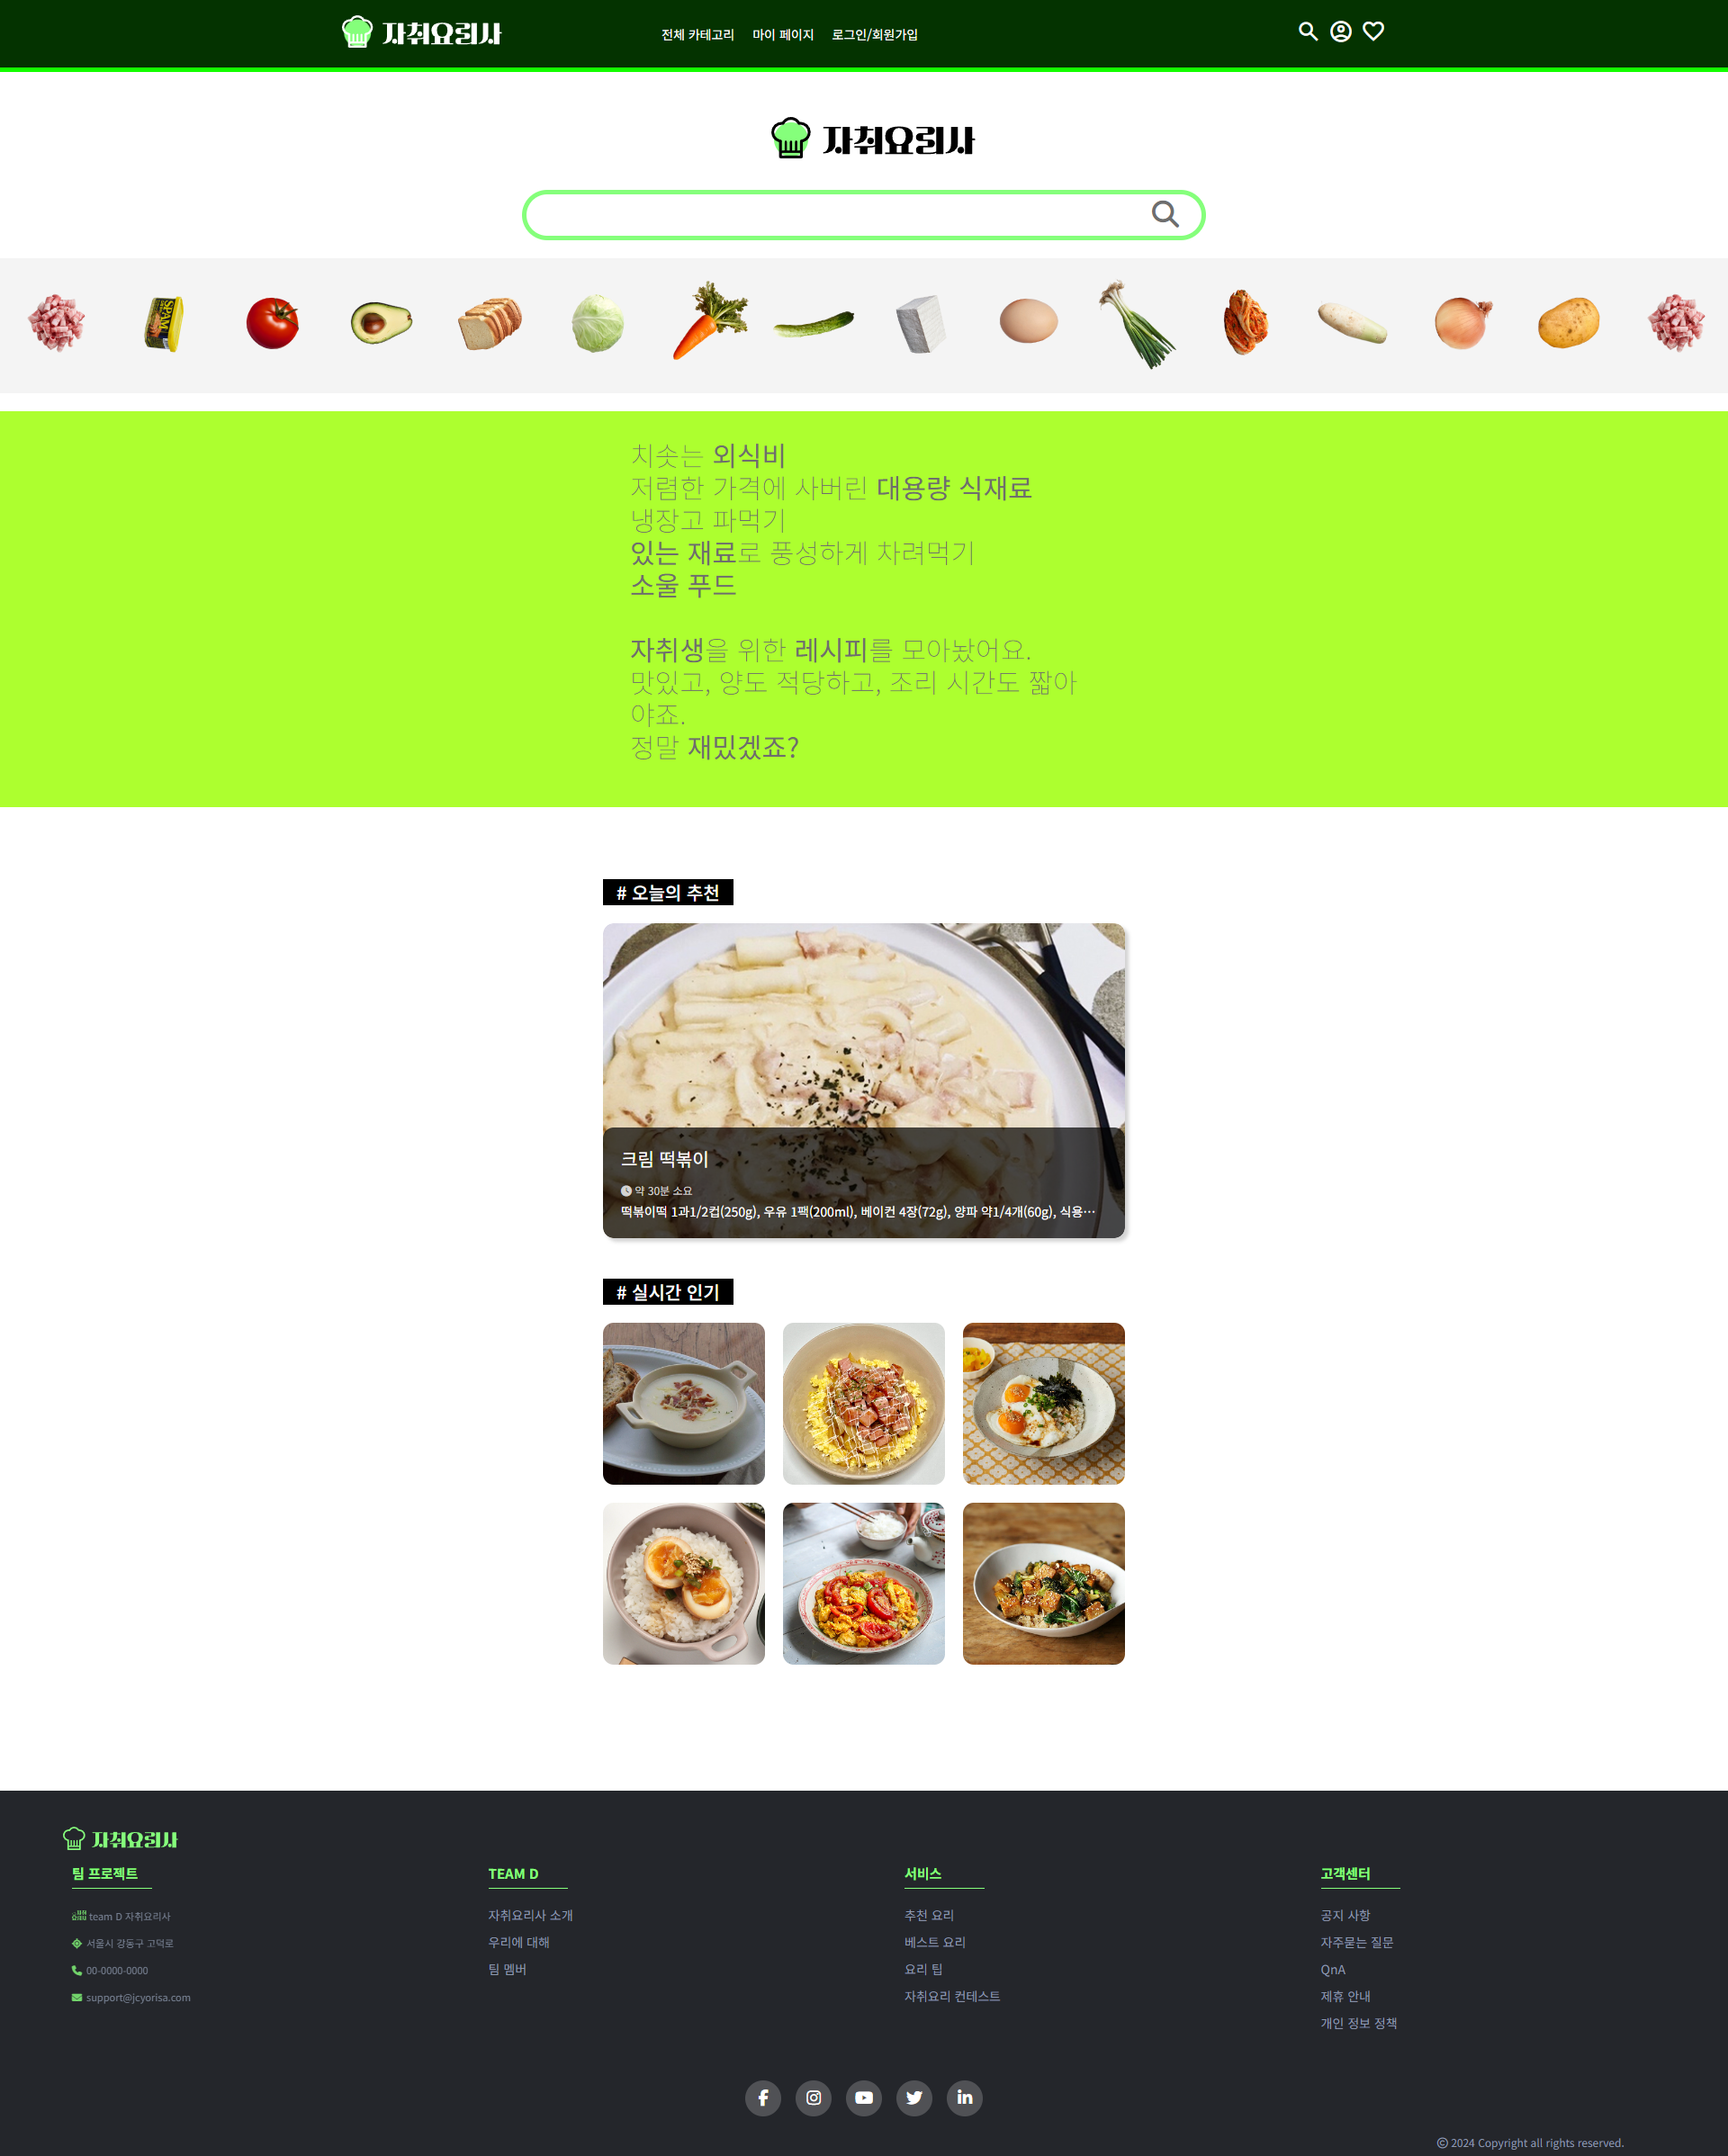 자취요리사
전체 카테고리 마이 페이지 로그인/회원가입
자취요리사
SPAM
치솟는 외식비
저렴한 가격에 사버린 대용량 식재료
냉장고 파먹기
있는 재료로 풍성하게 차려먹기
소울 푸드
자취생을 위한 레시피를 모아놨어요.
맛있고, 양도 적당하고, 조리 시간도 짧아
야죠.
정말 재밌겠죠?
# 오늘의 추천
크림 떡볶이
약 30분 소요
떡볶이떡 1과1/2컵(250g), 우유 1팩(200ml), 베이컨 4장(72g), 양파 약1/4개(60g), 식용…
# 실시간 인기
자취요리사
팀 프로젝트
team D 자취요리사
서울시 강동구 고덕로
00-0000-0000
support@jcyorisa.com
TEAM D
자취요리사 소개
우리에 대해
팀 멤버
서비스
추천 요리
베스트 요리
요리 팁
자취요리 컨테스트
고객센터
공지 사항
자주묻는 질문
QnA
제휴 안내
개인 정보 정책
© 2024 Copyright all rights reserved.